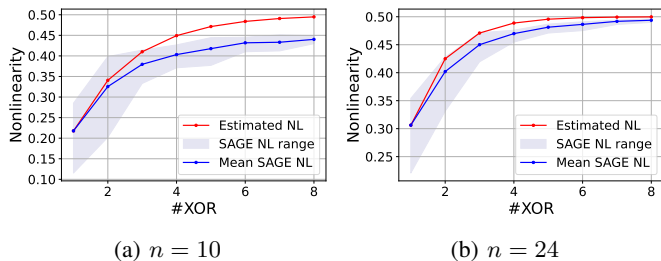 0.50
0.45
0.40
0.35
0.30
0.25
0.20
0.15
0.10
Nonlinearity
2 4 6 8
#XOR
Estimated NL
SAGE NL range
Mean SAGE NL
(a) n = 10
0.50
0.45
0.40
0.35
0.30
0.25
Nonlinearity
2 4 6 8
#XOR
Estimated NL
SAGE NL range
Mean SAGE NL
(b) n = 24